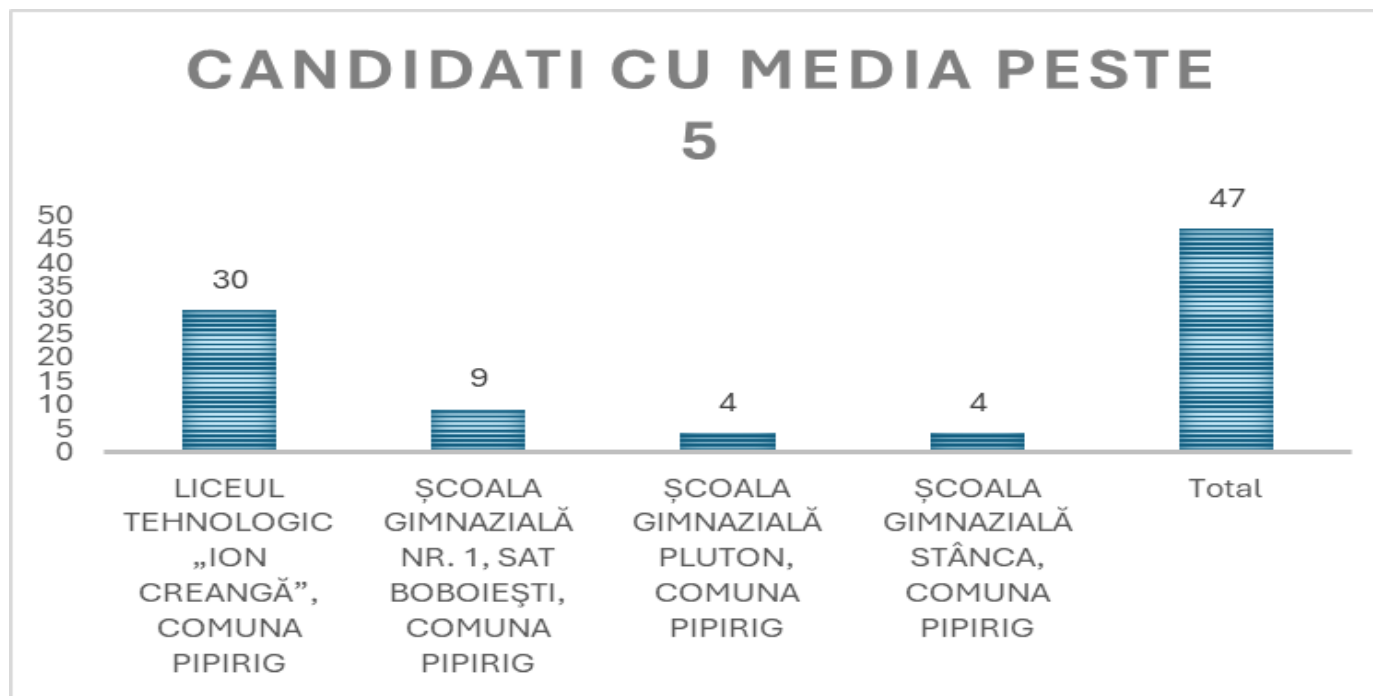 CANDIDATI CU MEDIA PESTE
5
50
45
40
35
30
25
20
15
10
5
0
30
9
4
4
47
LICEUL
TEHNOLOGIC
„ION
CREANGĂ”,
COMUNA
PIPIRIG
ȘCOALA
GIMNAZIALĂ
NR. 1, SAT
BOBOIEŞTI,
COMUNA
PIPIRIG
ȘCOALA
GIMNAZIALĂ
PLUTON,
COMUNA
PIPIRIG
ȘCOALA
GIMNAZIALĂ
STÂNCA,
COMUNA
PIPIRIG
Total